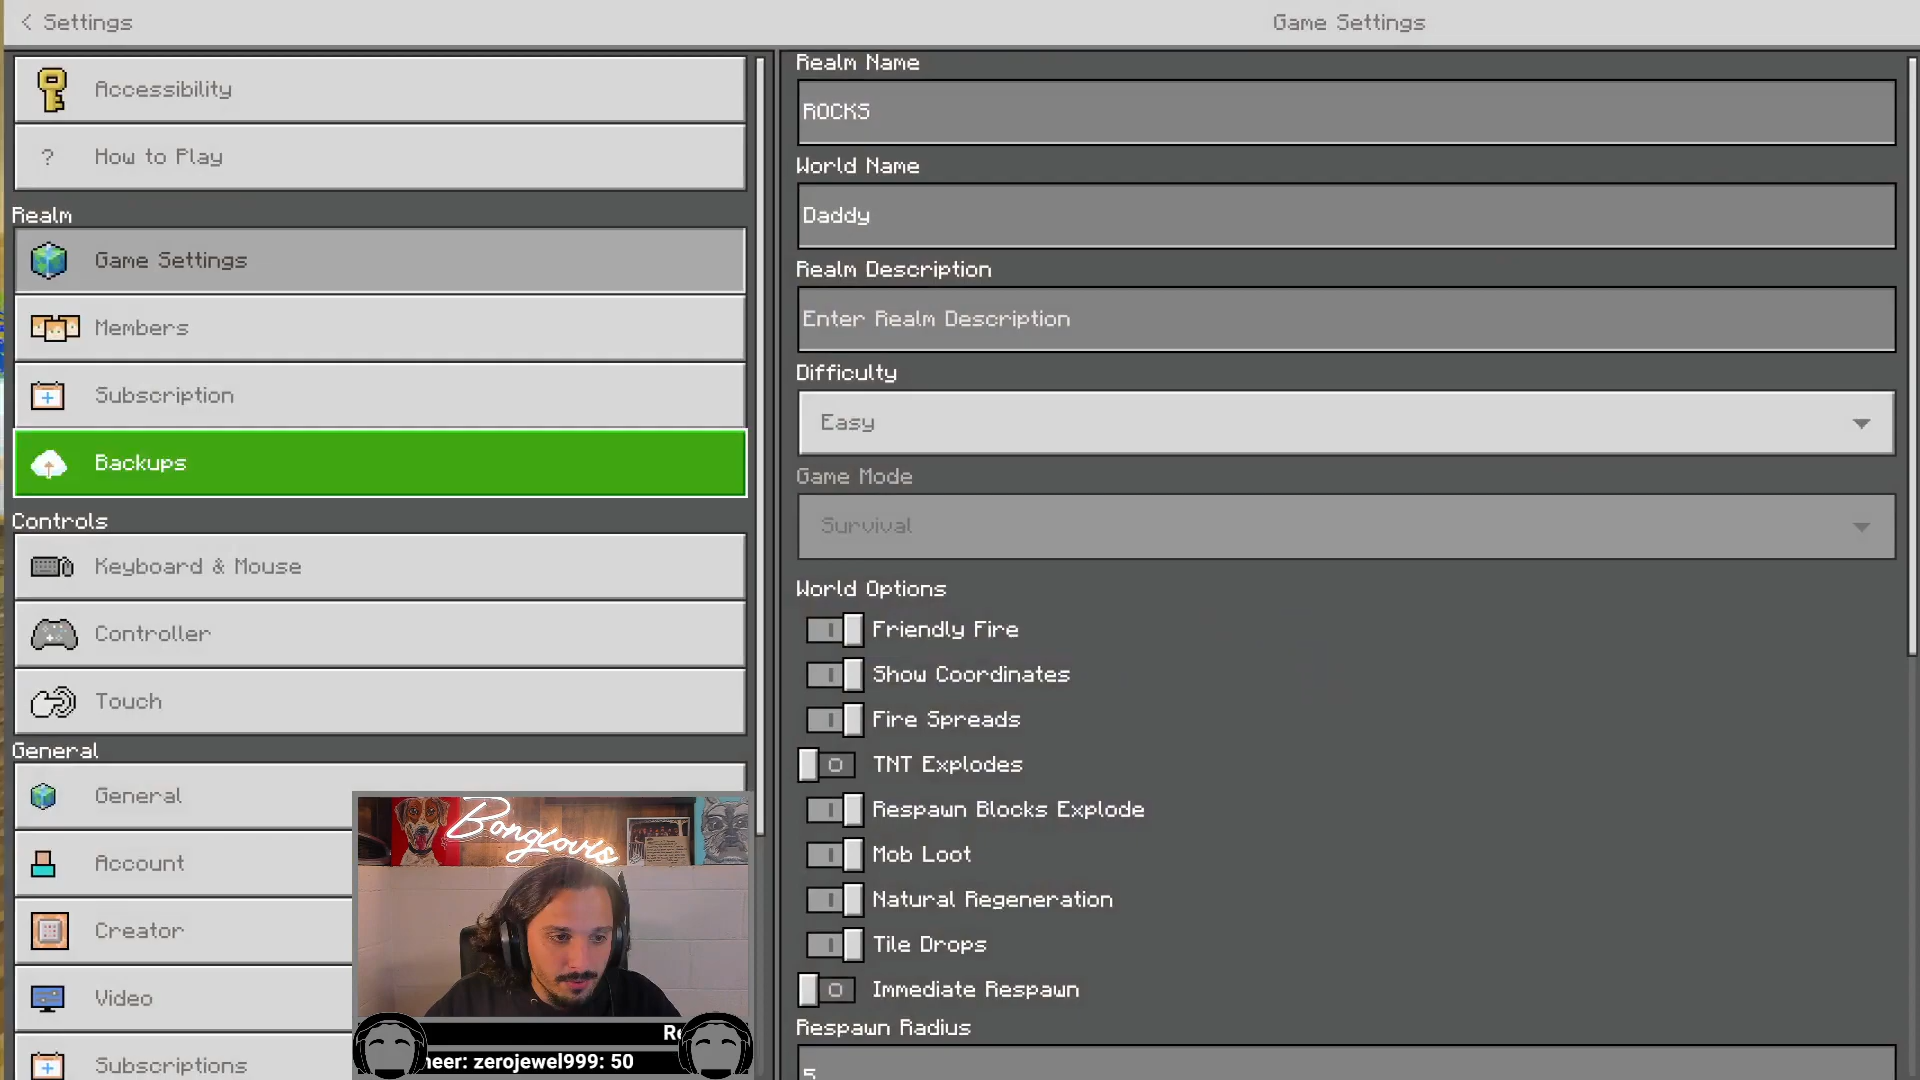 < Settings
Game Settings
Accessibility
? How to Play
Realm
Game Settings
Members
Subscription
Backups
Controls
Keyboard & Mouse
Controller
Touch
General
General
Account
Creator
Video
Subscriptions
Realm Name
ROCKS
World Name
Daddy
Realm Description
Enter Realm Description
Difficulty
Easy
Game Mode
Survival
World Options
Friendly Fire
Show Coordinates
Fire Spreads
TNT Explodes
Respawn Blocks Explode
Mob Loot
Natural Regeneration
Tile Drops
Immediate Respawn
Respawn Radius
5
Bongiovis
heer: zerojewel999: 50